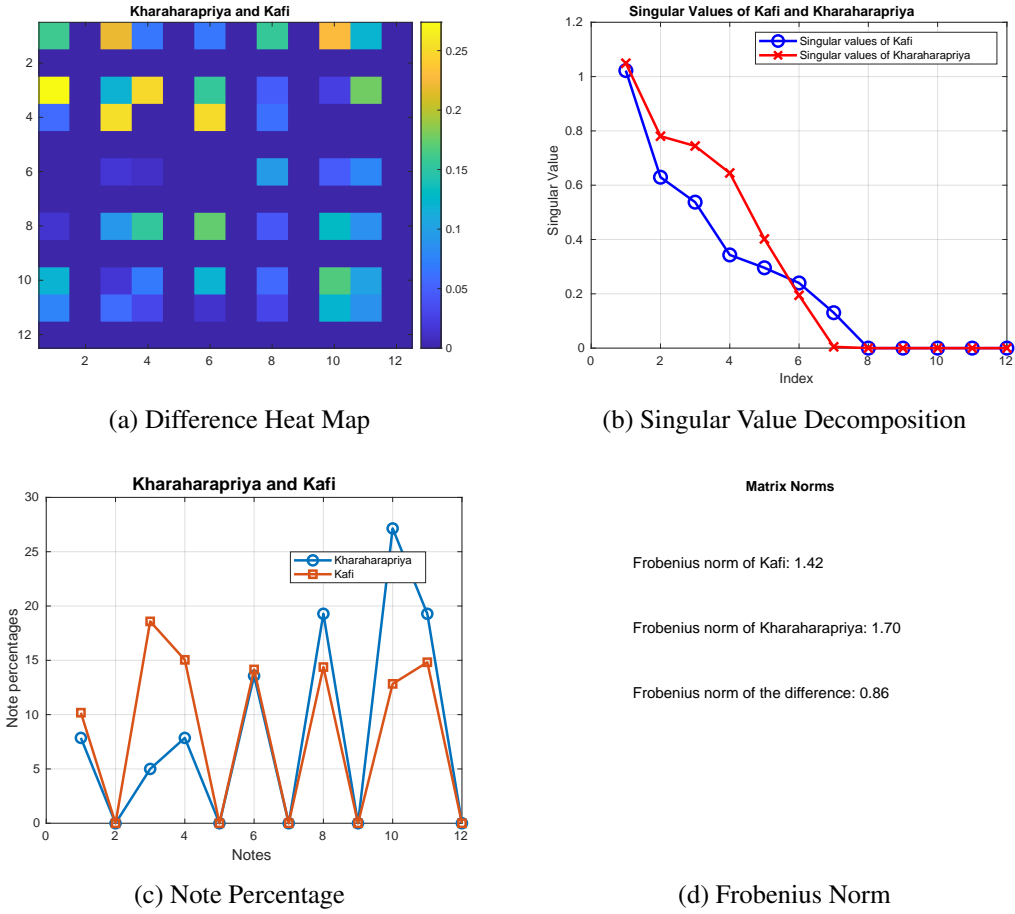 Kharaharapriya and Kafi
2
4
6
8
10
12
2 4 6 8 10 12
0.25
0.2
0.15
0.1
0.05
0
(a) Difference Heat Map
Singular Values of Kafi and Kharaharapriya
Singular values of Kafi
Singular values of Kharaharapriya
Singular Value
1.2
1
0.8
0.6
0.4
0.2
0
0 2 4 6 8 10 12
Index
(b) Singular Value Decomposition
Kharaharapriya and Kafi
Kharaharapriya
Kafi
Note percentages
30
25
20
15
10
5
0
0 2 4 6 8 10 12
Notes
(c) Note Percentage
Matrix Norms
Frobenius norm of Kafi: 1.42
Frobenius norm of Kharaharapriya: 1.70
Frobenius norm of the difference: 0.86
(d) Frobenius Norm